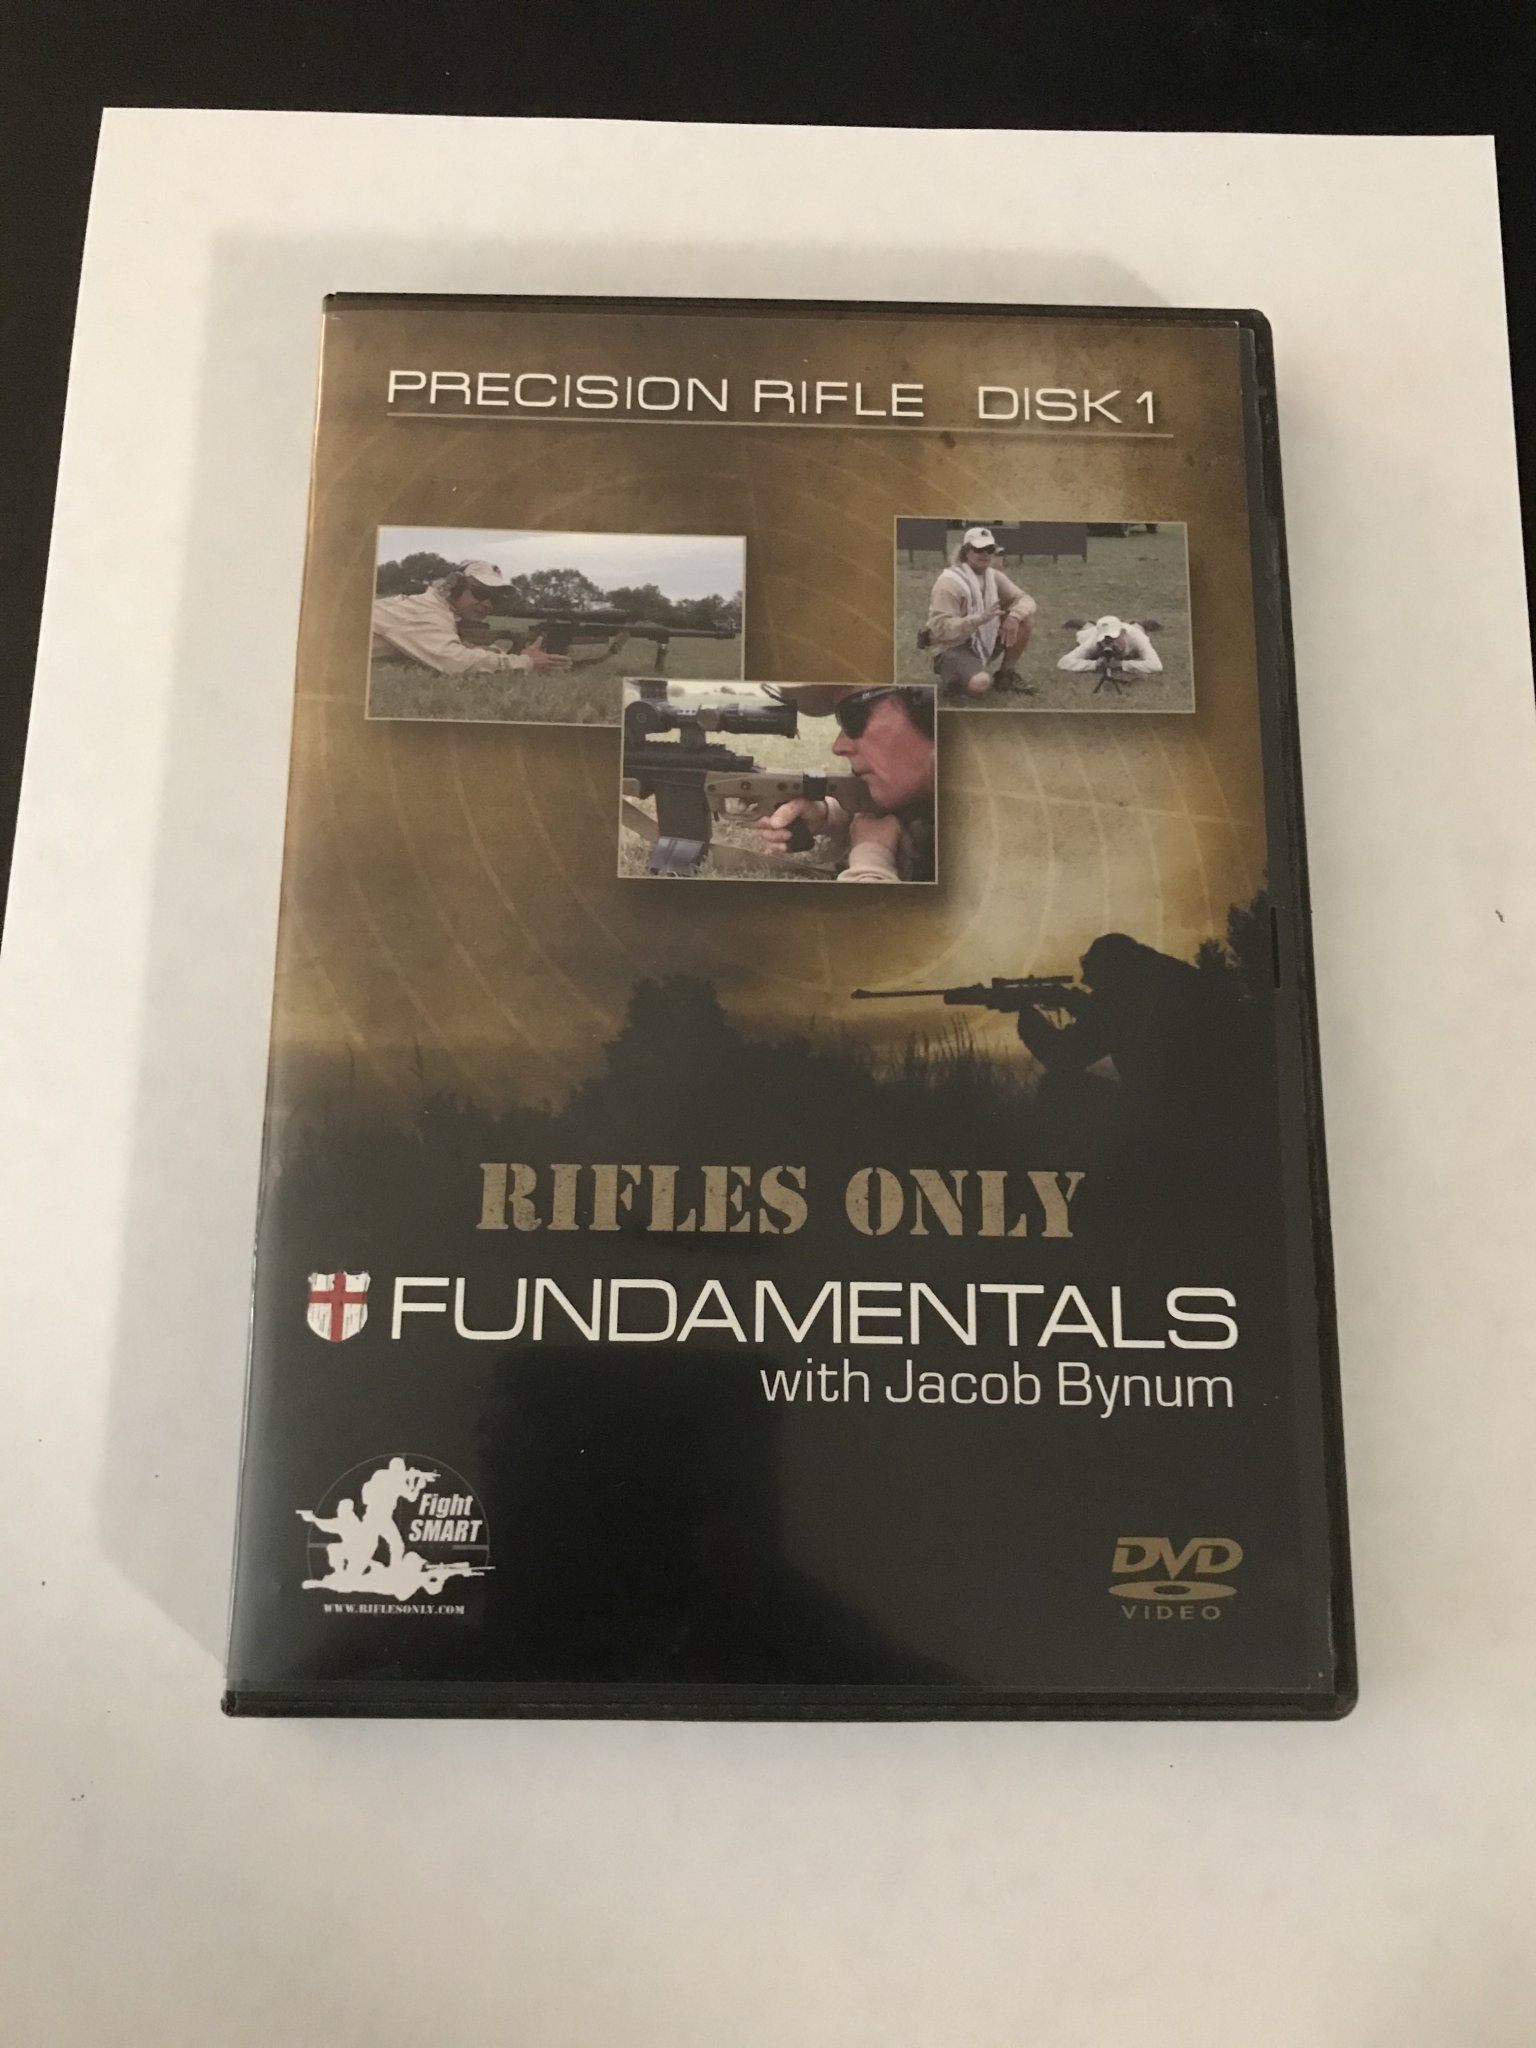 PRECISION RIFLE DISK 1
RIFLES ONLY
FUNDAMENTALS
with Jacob Bynum
Fight
SMART
WWW.RIFLESONLY.COM
DVD
VIDEO